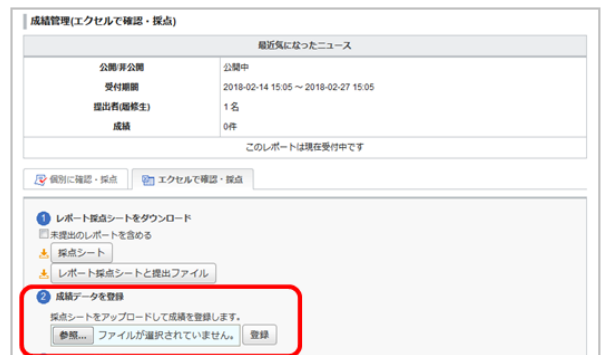 成績管理(エクセルで確認・採点)
最近気になったニュース
公開/非公開 公開中
受付期間 2018-02-14 15:05 ～ 2018-02-27 15:05
提出者(履修生) 1 名
成績 0件
このレポートは現在受付中です
個別に確認・採点 エクセルで確認・採点
1 レポート採点シートをダウンロード
未提出のレポートを含める
採点シート
レポート採点シートと提出ファイル
2 成績データを登録
採点シートをアップロードして成績を登録します。
参照... ファイルが選択されていません。 登録